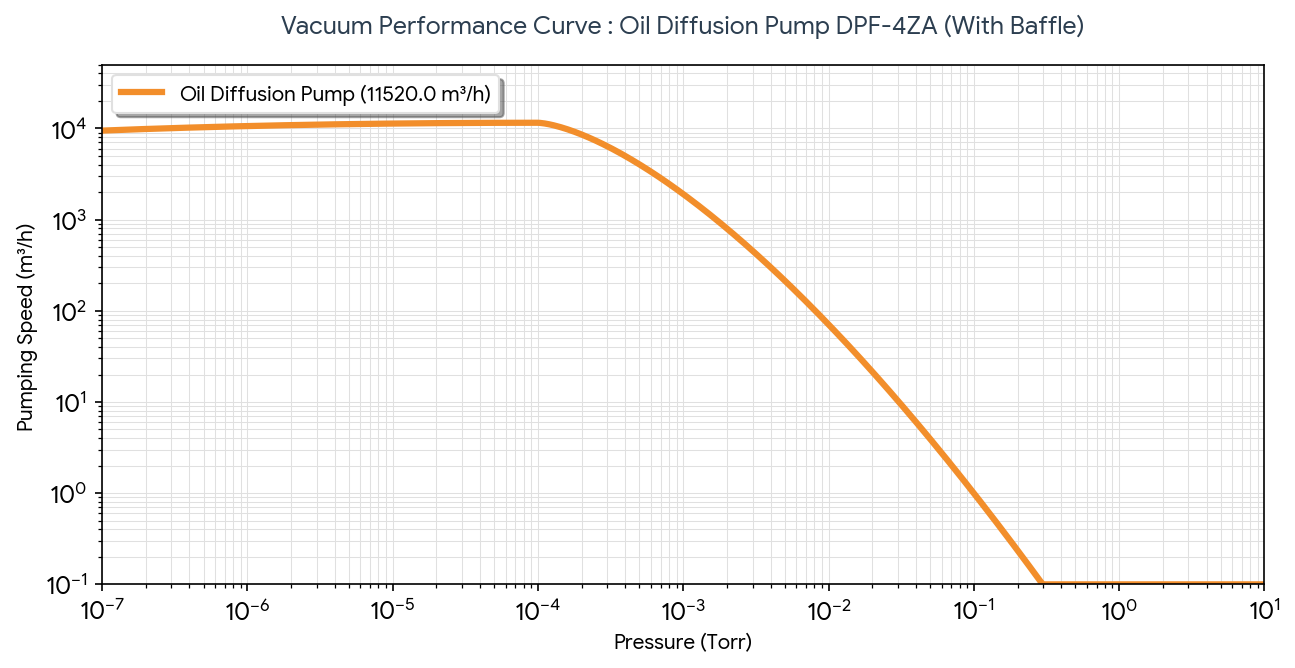 Vacuum Performance Curve : Oil Diffusion Pump DPF-4ZA (With Baffle)
Oil Diffusion Pump (11520.0 m³/h)
Pumping Speed (m³/h)
10⁴
10³
10²
10¹
10⁰
10⁻¹
10⁻⁷ 10⁻⁶ 10⁻⁵ 10⁻⁴ 10⁻³ 10⁻² 10⁻¹ 10⁰ 10¹
Pressure (Torr)